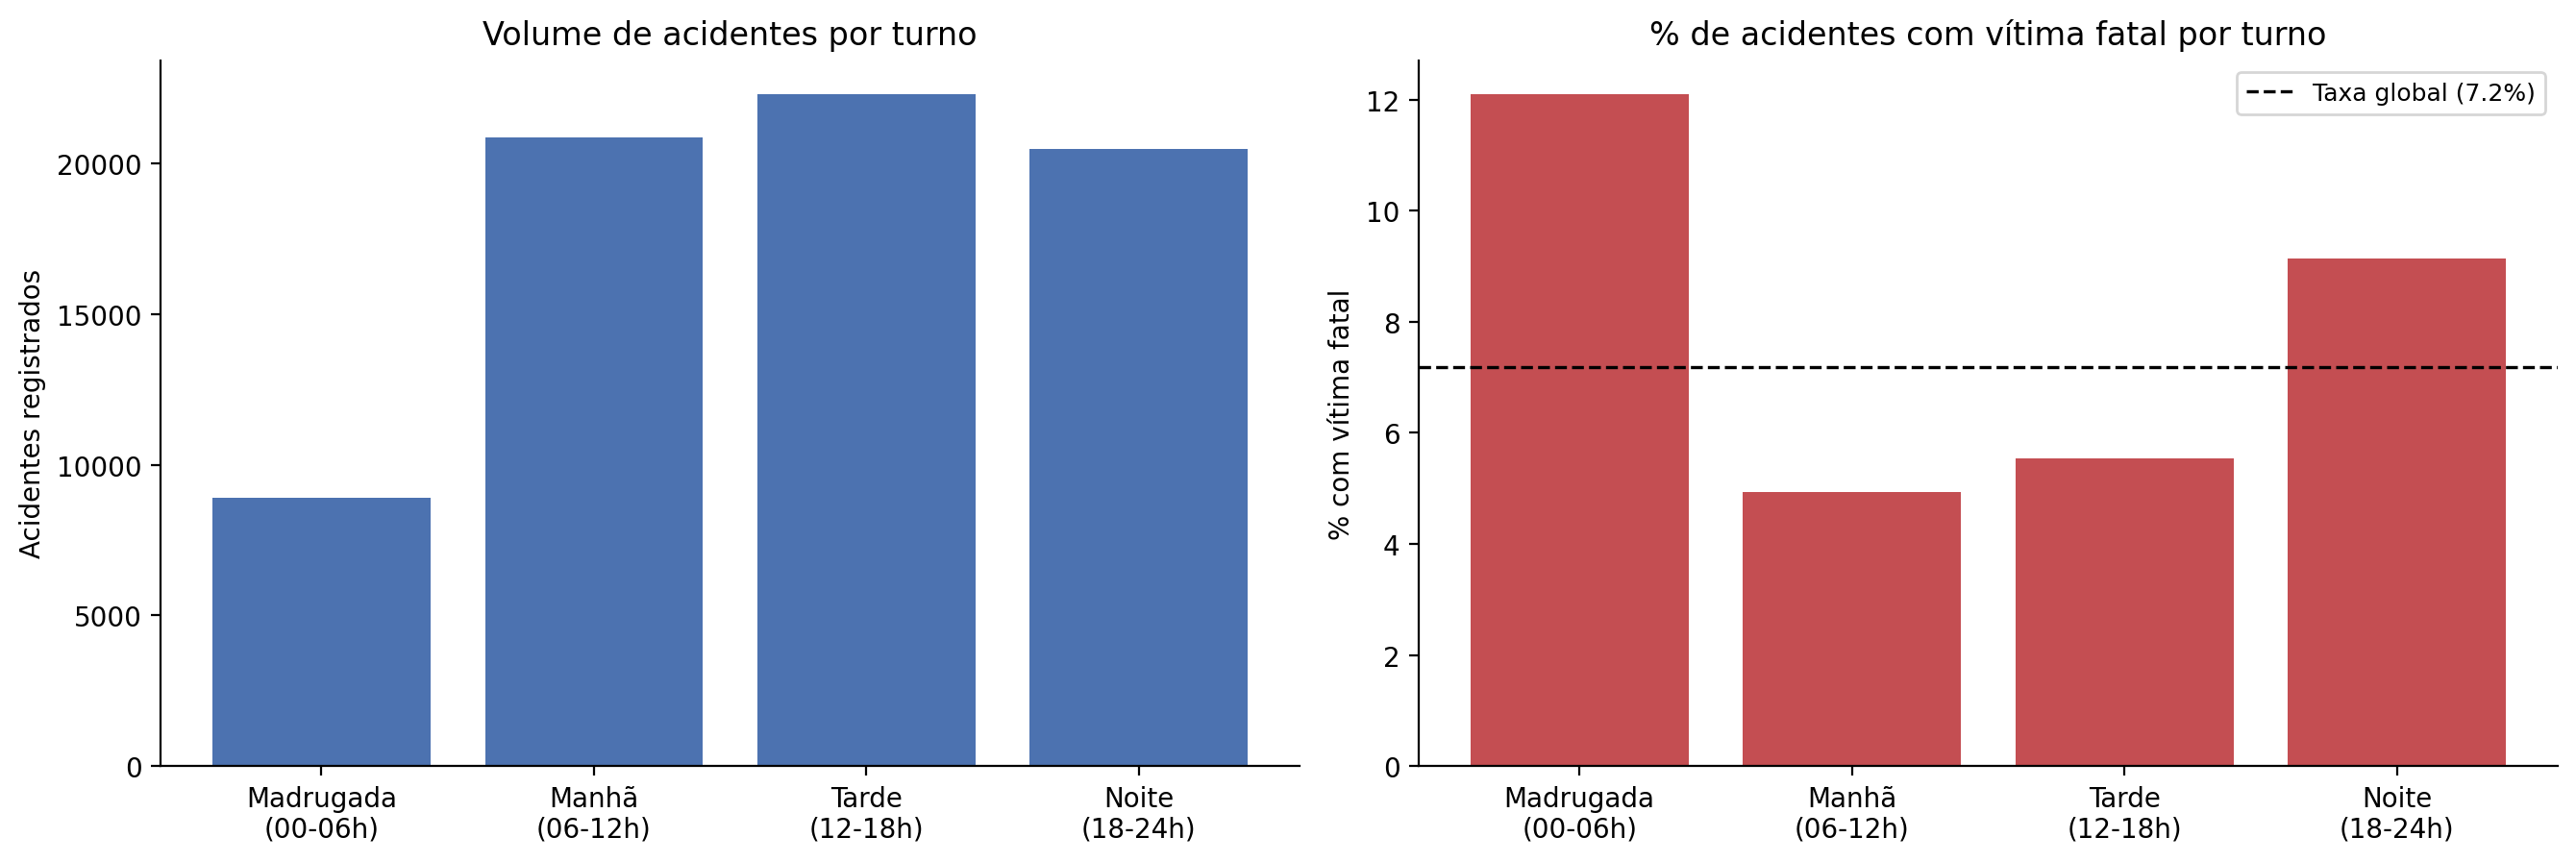 Volume de acidentes por turno
Acidentes registrados
20000
15000
10000
5000
0
Madrugada
(00-06h)
Manhã
(06-12h)
Tarde
(12-18h)
Noite
(18-24h)
% de acidentes com vítima fatal por turno
% com vítima fatal
12
10
8
6
4
2
0
Taxa global (7.2%)
Madrugada
(00-06h)
Manhã
(06-12h)
Tarde
(12-18h)
Noite
(18-24h)